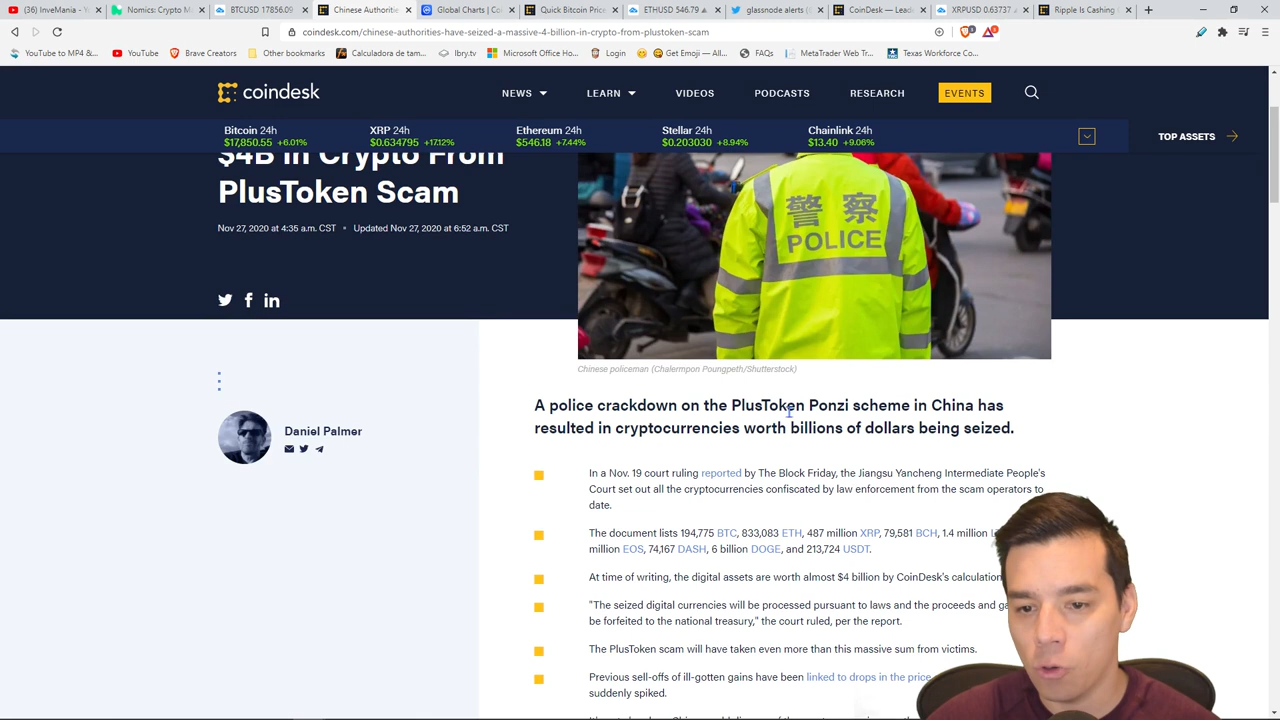 (36) InveMania - Y
Nomics: Crypto M
BTCUSD 17856.09
Chinese Authoritie
Global Charts | Co
Quick Bitcoin Price
ETHUSD 546.79
glassnode alerts (
CoinDesk — Lead
XRPUSD 0.63737
Ripple Is Cashing
coindesk.com/chinese-authorities-have-seized-a-massive-4-billion-in-crypto-from-plustoken-scam
YouTube to MP4 &...
YouTube
Brave Creators
Other than Given
Calculadora de tam...
lbry.tv
Microsoft Office Ho...
Login
Get Emoji — All...
FAQs
MetaTrader Web Tr...
Texas Workforce Co...
coindesk
NEWS
LEARN
VIDEOS
PODCASTS
RESEARCH
EVENTS
Bitcoin 24h
$17,850.55 +6.01%
XRP 24h
$0.634795 +17.12%
Ethereum 24h
$546.18 +7.44%
Stellar 24h
$0.203030 +8.94%
Chainlink 24h
$13.40 +9.06%
TOP ASSETS
$4B in Crypto From
PlusToken Scam
Nov 27, 2020 at 4:35 a.m. CST ▪ Updated Nov 27, 2020 at 6:52 a.m. CST
警察
POLICE
Chinese policeman (Chalermpon Poungpeth/Shutterstock)
Daniel Palmer
A police crackdown on the PlusToken Ponzi scheme in China has
resulted in cryptocurrencies worth billions of dollars being seized.
In a Nov. 19 court ruling reported by The Block Friday, the Jiangsu Yancheng Intermediate People's
Court set out all the cryptocurrencies confiscated by law enforcement from the scam operators to
date.
The document lists 194,775 BTC, 833,083 ETH, 487 million XRP, 79,581 BCH, 1.4 million
million EOS, 74,167 DASH, 6 billion DOGE, and 213,724 USDT.
At time of writing, the digital assets are worth almost $4 billion by CoinDesk's calculation
"The seized digital currencies will be processed pursuant to laws and the proceeds and ga
be forfeited to the national treasury," the court ruled, per the report.
The PlusToken scam will have taken even more than this massive sum from victims.
Previous sell-offs of ill-gotten gains have been linked to drops in the price
suddenly spiked.